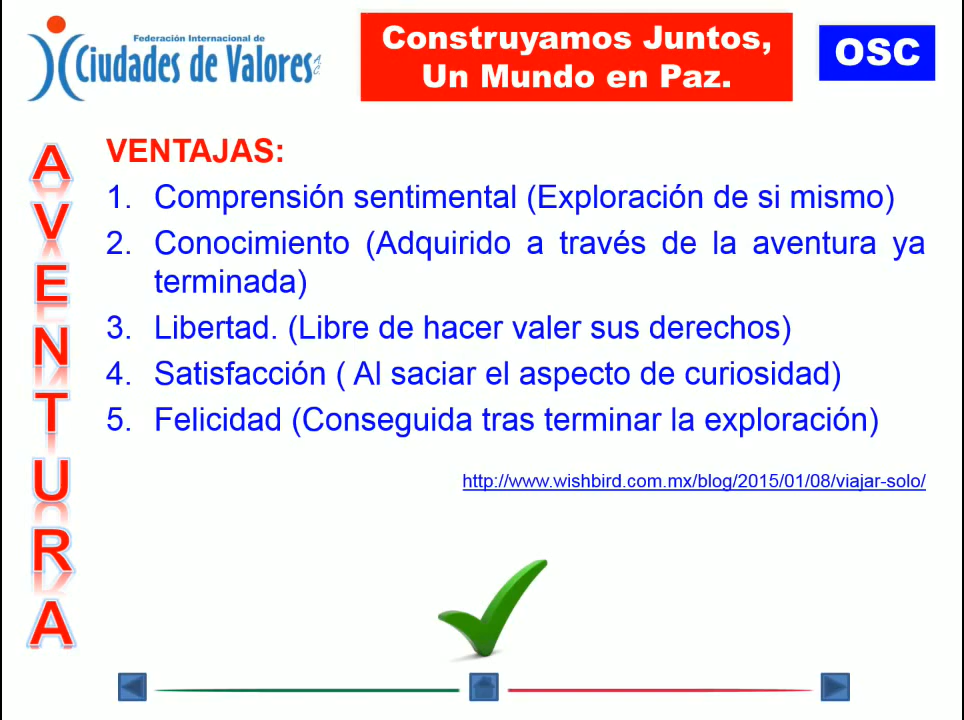 Federación Internacional de
Ciudades de Valores A.C.
Construyamos Juntos,
Un Mundo en Paz.
OSC
AVENTURA
VENTAJAS:
1. Comprensión sentimental (Exploración de si mismo)
2. Conocimiento (Adquirido a través de la aventura ya
terminada)
3. Libertad. (Libre de hacer valer sus derechos)
4. Satisfacción ( Al saciar el aspecto de curiosidad)
5. Felicidad (Conseguida tras terminar la exploración)
http://www.wishbird.com.mx/blog/2015/01/08/viajar-solo/